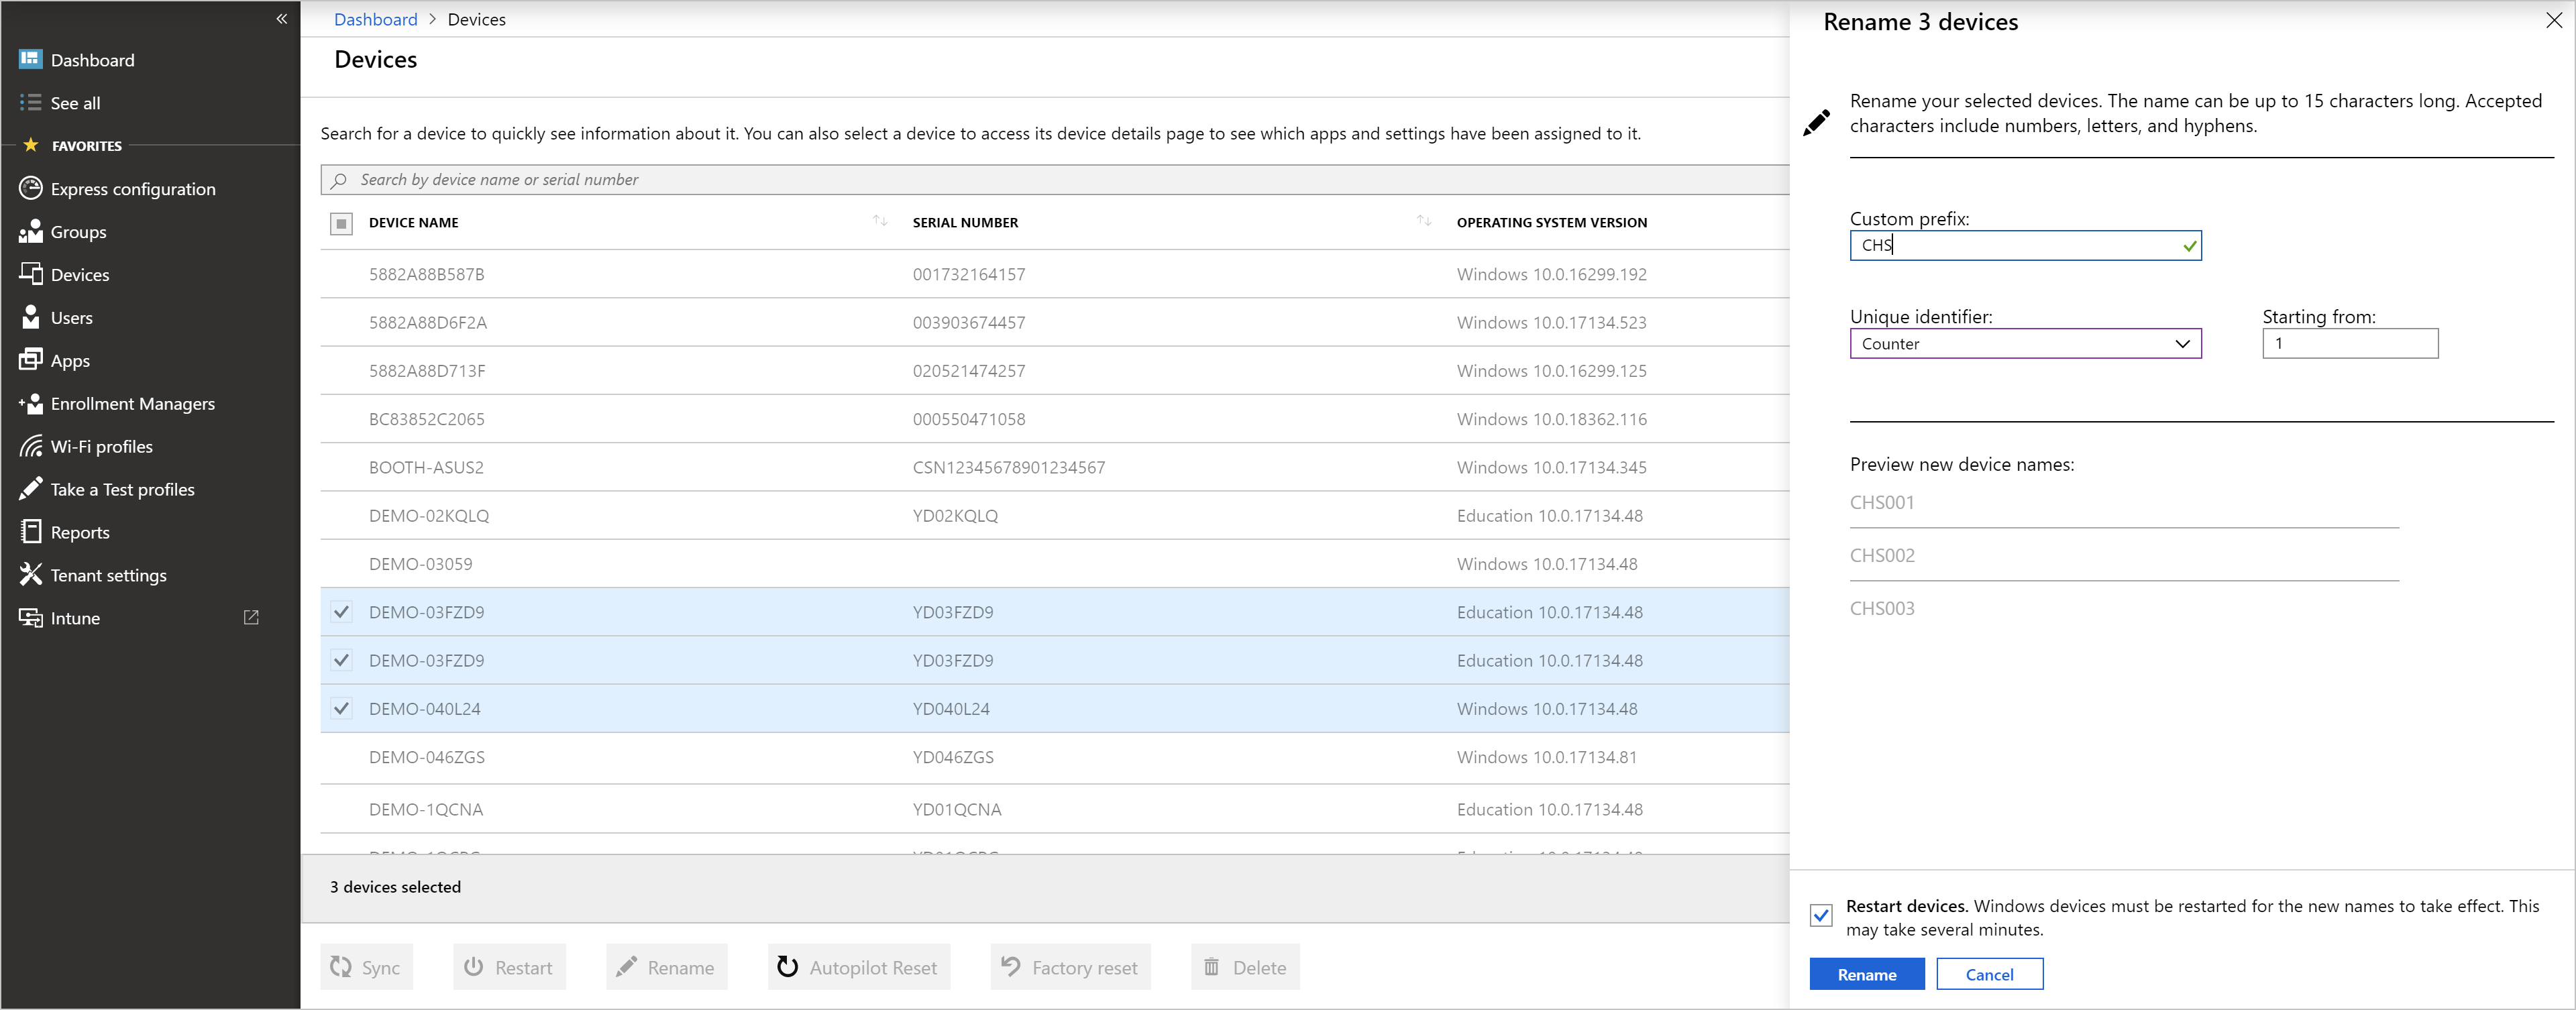 Dashboard
See all
FAVORITES
Express configuration
Groups
Devices
Users
Apps
Enrollment Managers
Wi-Fi profiles
Take a Test profiles
Reports
Tenant settings
Intune
Dashboard > Devices
Devices
Search for a device to quickly see information about it. You can also select a device to access its device details page to see which apps and settings have been assigned to it.
Search by device name or serial number
DEVICE NAME SERIAL NUMBER OPERATING SYSTEM VERSION
5882A88B587B 001732164157 Windows 10.0.16299.192
5882A88D6F2A 003903674457 Windows 10.0.17134.523
5882A88D713F 020521474257 Windows 10.0.16299.125
BC83852C2065 000550471058 Windows 10.0.18362.116
BOOTH-ASUS2 CSN12345678901234567 Windows 10.0.17134.345
DEMO-02KQLQ YD02KQLQ Education 10.0.17134.48
DEMO-03059 Windows 10.0.17134.48
DEMO-03FZD9 YD03FZD9 Education 10.0.17134.48
DEMO-03FZD9 YD03FZD9 Education 10.0.17134.48
DEMO-040L24 YD040L24 Windows 10.0.17134.48
DEMO-046ZGS YD046ZGS Windows 10.0.17134.81
DEMO-1QCNA YD01QCNA Education 10.0.17134.48
3 devices selected
Sync Restart Rename Autopilot Reset Factory reset Delete
Rename 3 devices
Rename your selected devices. The name can be up to 15 characters long. Accepted
characters include numbers, letters, and hyphens.
Custom prefix:
CHS
Unique identifier: Starting from:
Counter 1
Preview new device names:
CHS001
CHS002
CHS003
Restart devices. Windows devices must be restarted for the new names to take effect. This
may take several minutes.
Rename Cancel